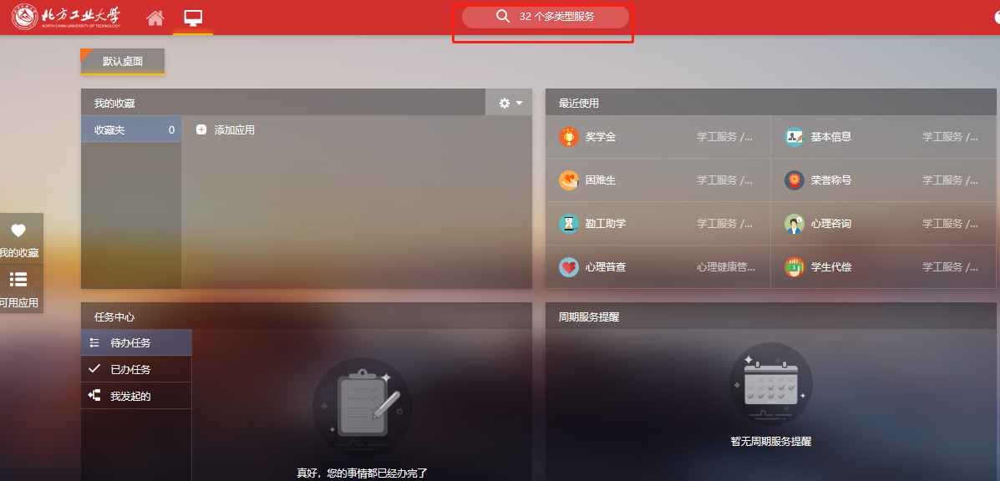 北方工业大学
NORTH CHINA UNIVERSITY OF TECHNOLOGY
32 个多类型服务
默认桌面
我的收藏
收藏夹 0
添加应用
最近使用
奖学金 学工服务 /...
基本信息 学工服务 /...
困难生 学工服务 /...
荣誉称号 学工服务 /...
勤工助学 学工服务 /...
心理咨询 学工服务 /...
心理普查 心理健康管...
学生代偿 学工服务 /...
我的收藏
可用应用
任务中心
待办任务
已办任务
我发起的
真好，您的事情都已经办完了
周期服务提醒
暂无周期服务提醒